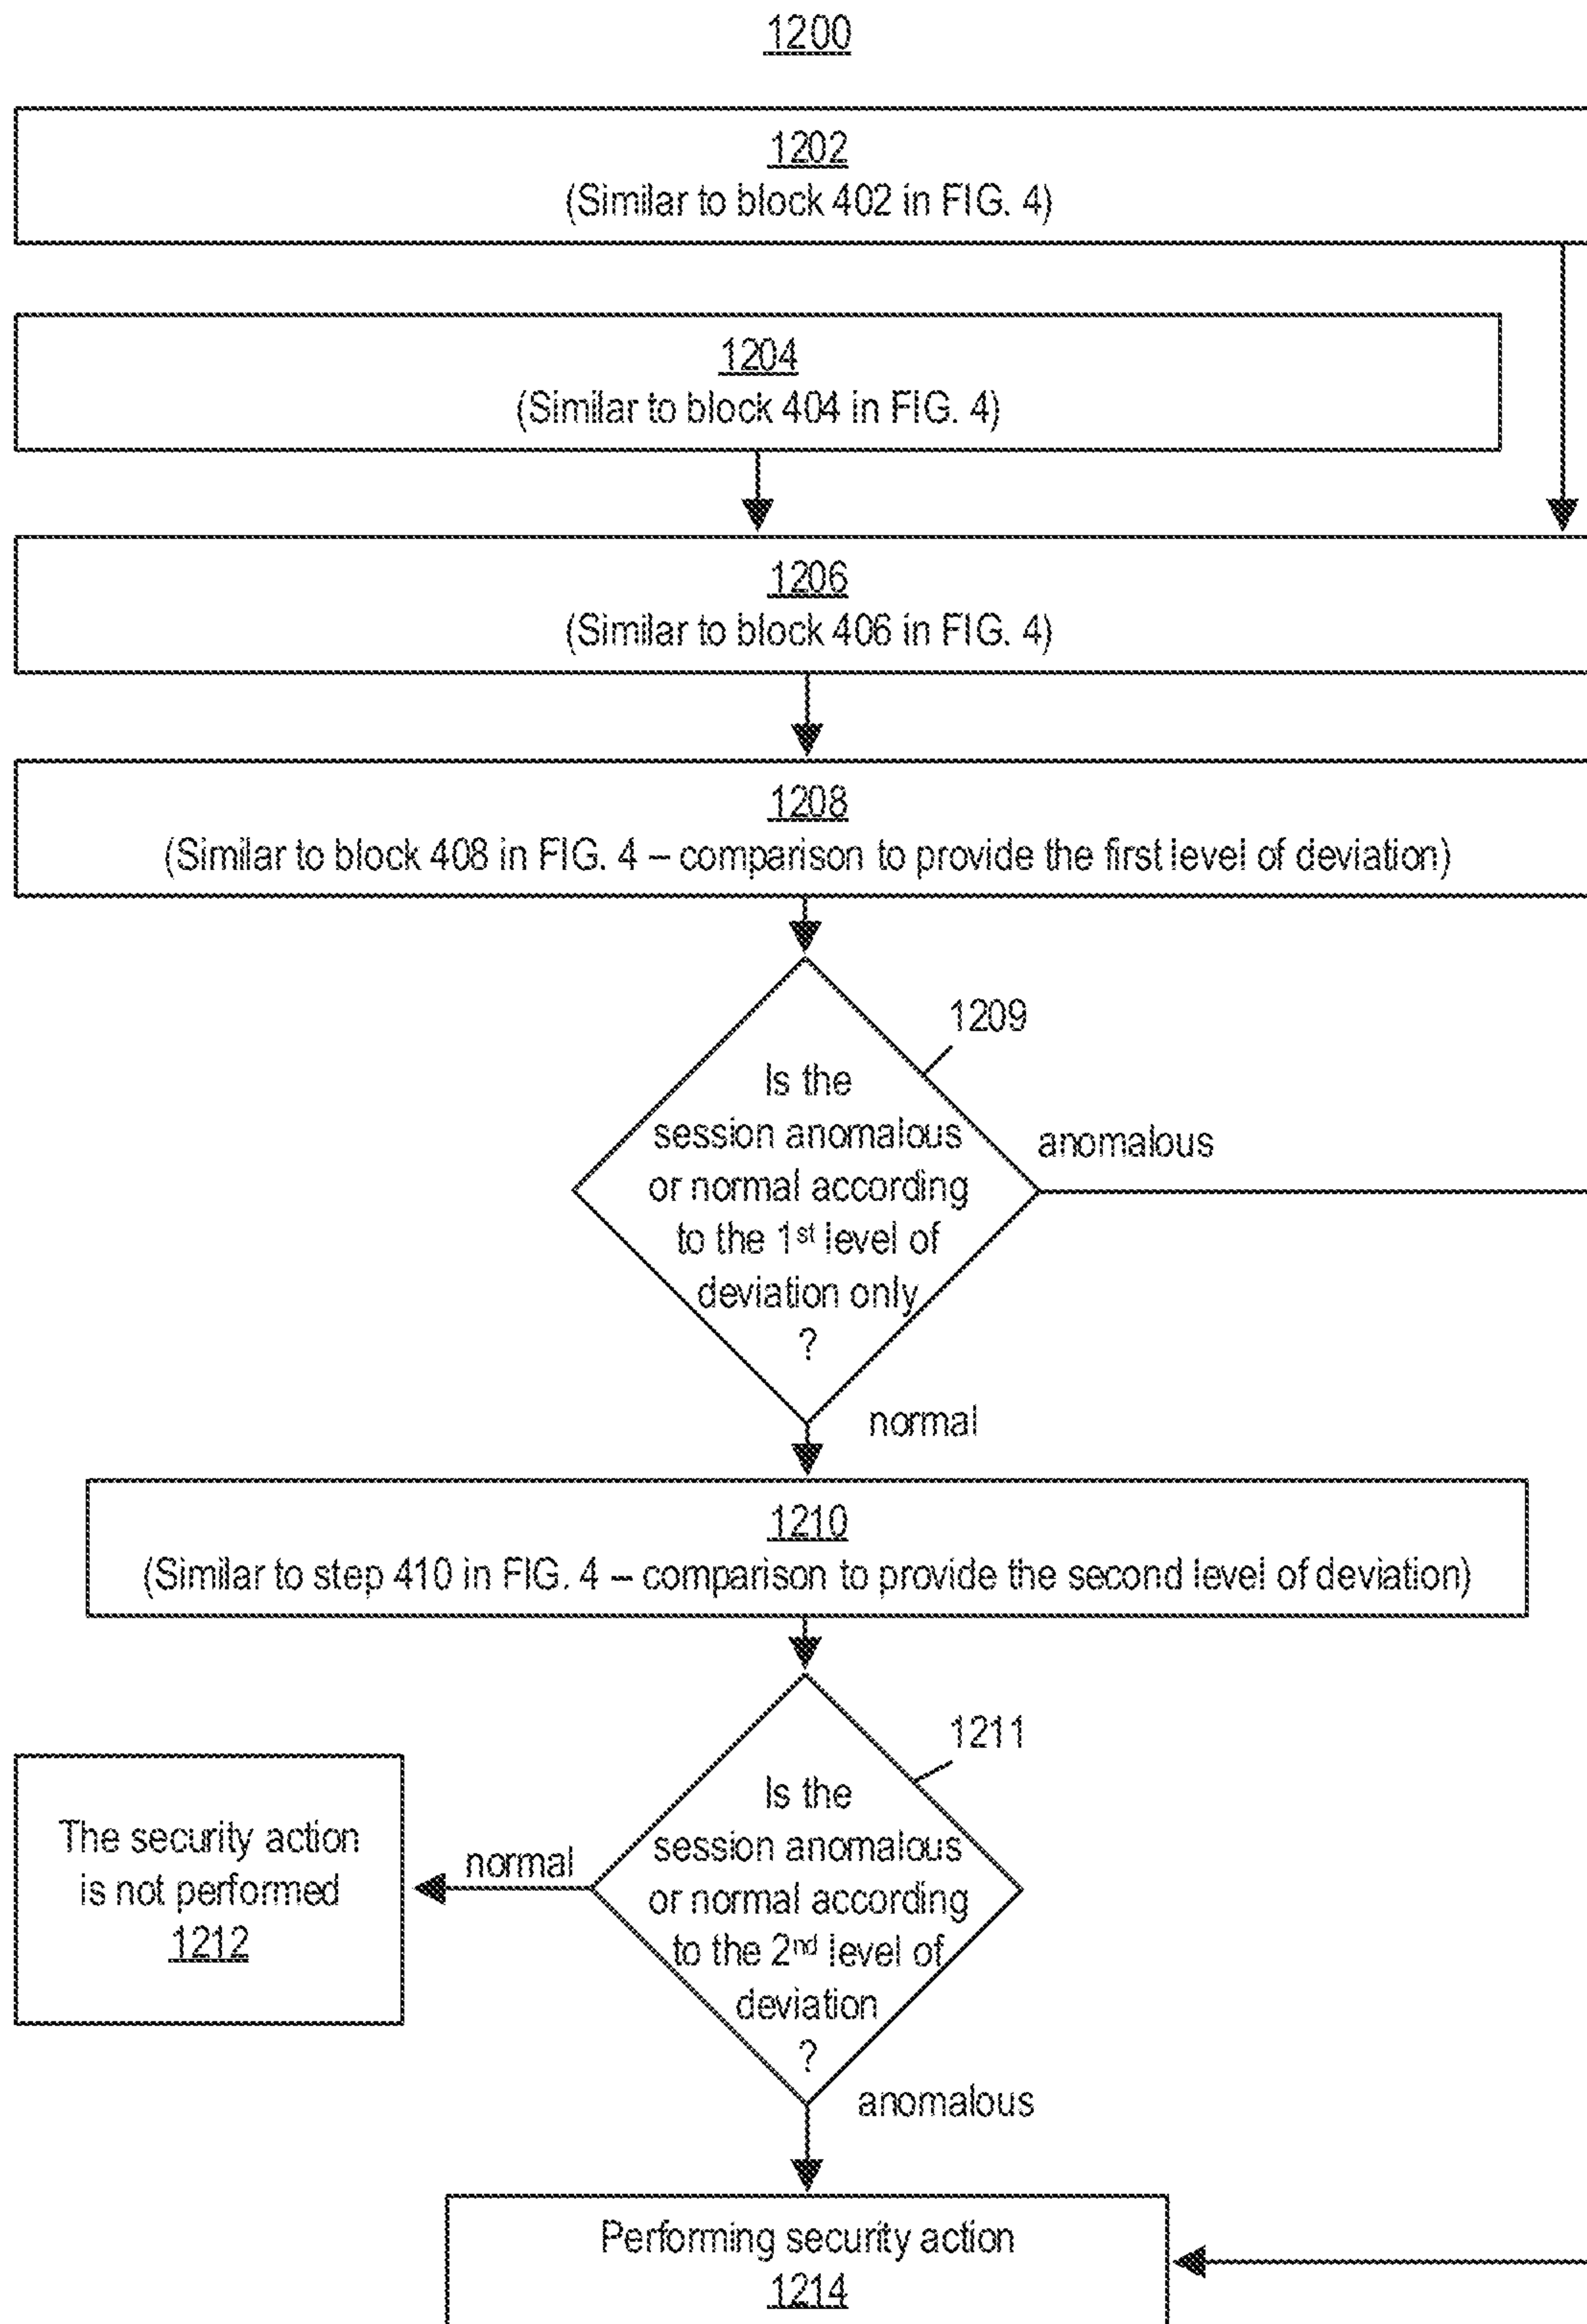 1200
1202
(Similar to block 402 in FIG. 4)
1204
(Similar to block 404 in FIG. 4)
1206
(Similar to block 406 in FIG. 4)
1208
(Similar to block 408 in FIG. 4 – comparison to provide the first level of deviation)
1209
Is the
session anomalous
or normal according
to the 1st level of
deviation only
?
anomalous
normal
1210
(Similar to step 410 in FIG. 4 – comparison to provide the second level of deviation)
1211
Is the
session anomalous
or normal according
to the 2nd level of
deviation
?
normal
The security action
is not performed
1212
anomalous
Performing security action
1214